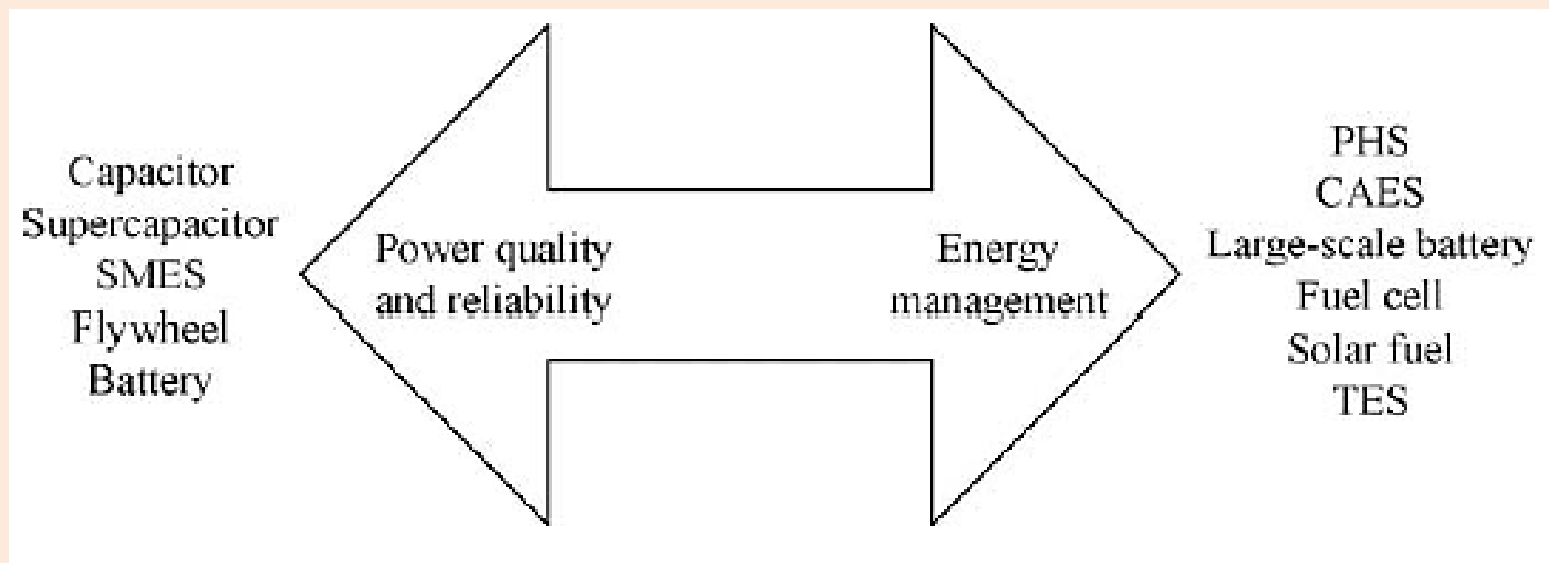 Capacitor
Supercapacitor
SMES
Flywheel
Battery
Power quality
and reliability
Energy
management
PHS
CAES
Large-scale battery
Fuel cell
Solar fuel
TES